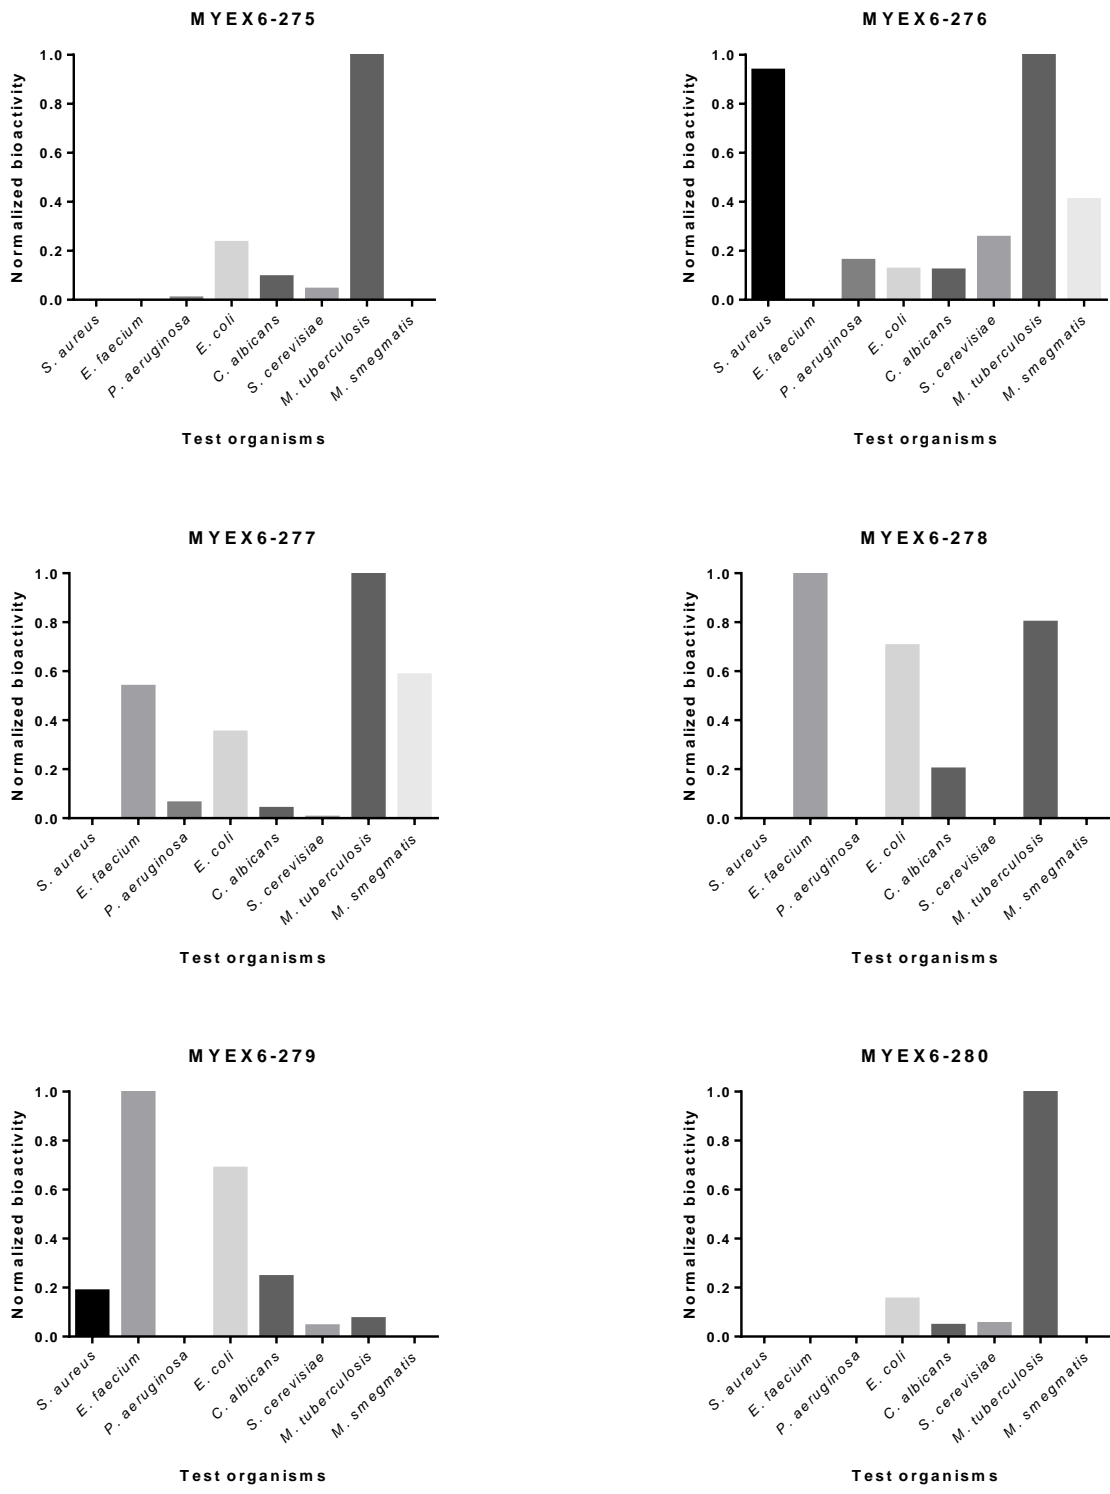 MYEX6-275
Normalized bioactivity
1.0
0.8
0.6
0.4
0.2
0.0
S. aureus
E. faecium
P. aeruginosa
E. coli
C. albicans
S. cerevisiae
M. tuberculosis
M. smegmatis
Test organisms
MYEX6-276
Normalized bioactivity
1.0
0.8
0.6
0.4
0.2
0.0
S. aureus
E. faecium
P. aeruginosa
E. coli
C. albicans
S. cerevisiae
M. tuberculosis
M. smegmatis
Test organisms
MYEX6-277
Normalized bioactivity
1.0
0.8
0.6
0.4
0.2
0.0
S. aureus
E. faecium
P. aeruginosa
E. coli
C. albicans
S. cerevisiae
M. tuberculosis
M. smegmatis
Test organisms
MYEX6-278
Normalized bioactivity
1.0
0.8
0.6
0.4
0.2
0.0
S. aureus
E. faecium
P. aeruginosa
E. coli
C. albicans
S. cerevisiae
M. tuberculosis
M. smegmatis
Test organisms
MYEX6-279
Normalized bioactivity
1.0
0.8
0.6
0.4
0.2
0.0
S. aureus
E. faecium
P. aeruginosa
E. coli
C. albicans
S. cerevisiae
M. tuberculosis
M. smegmatis
Test organisms
MYEX6-280
Normalized bioactivity
1.0
0.8
0.6
0.4
0.2
0.0
S. aureus
E. faecium
P. aeruginosa
E. coli
C. albicans
S. cerevisiae
M. tuberculosis
M. smegmatis
Test organisms